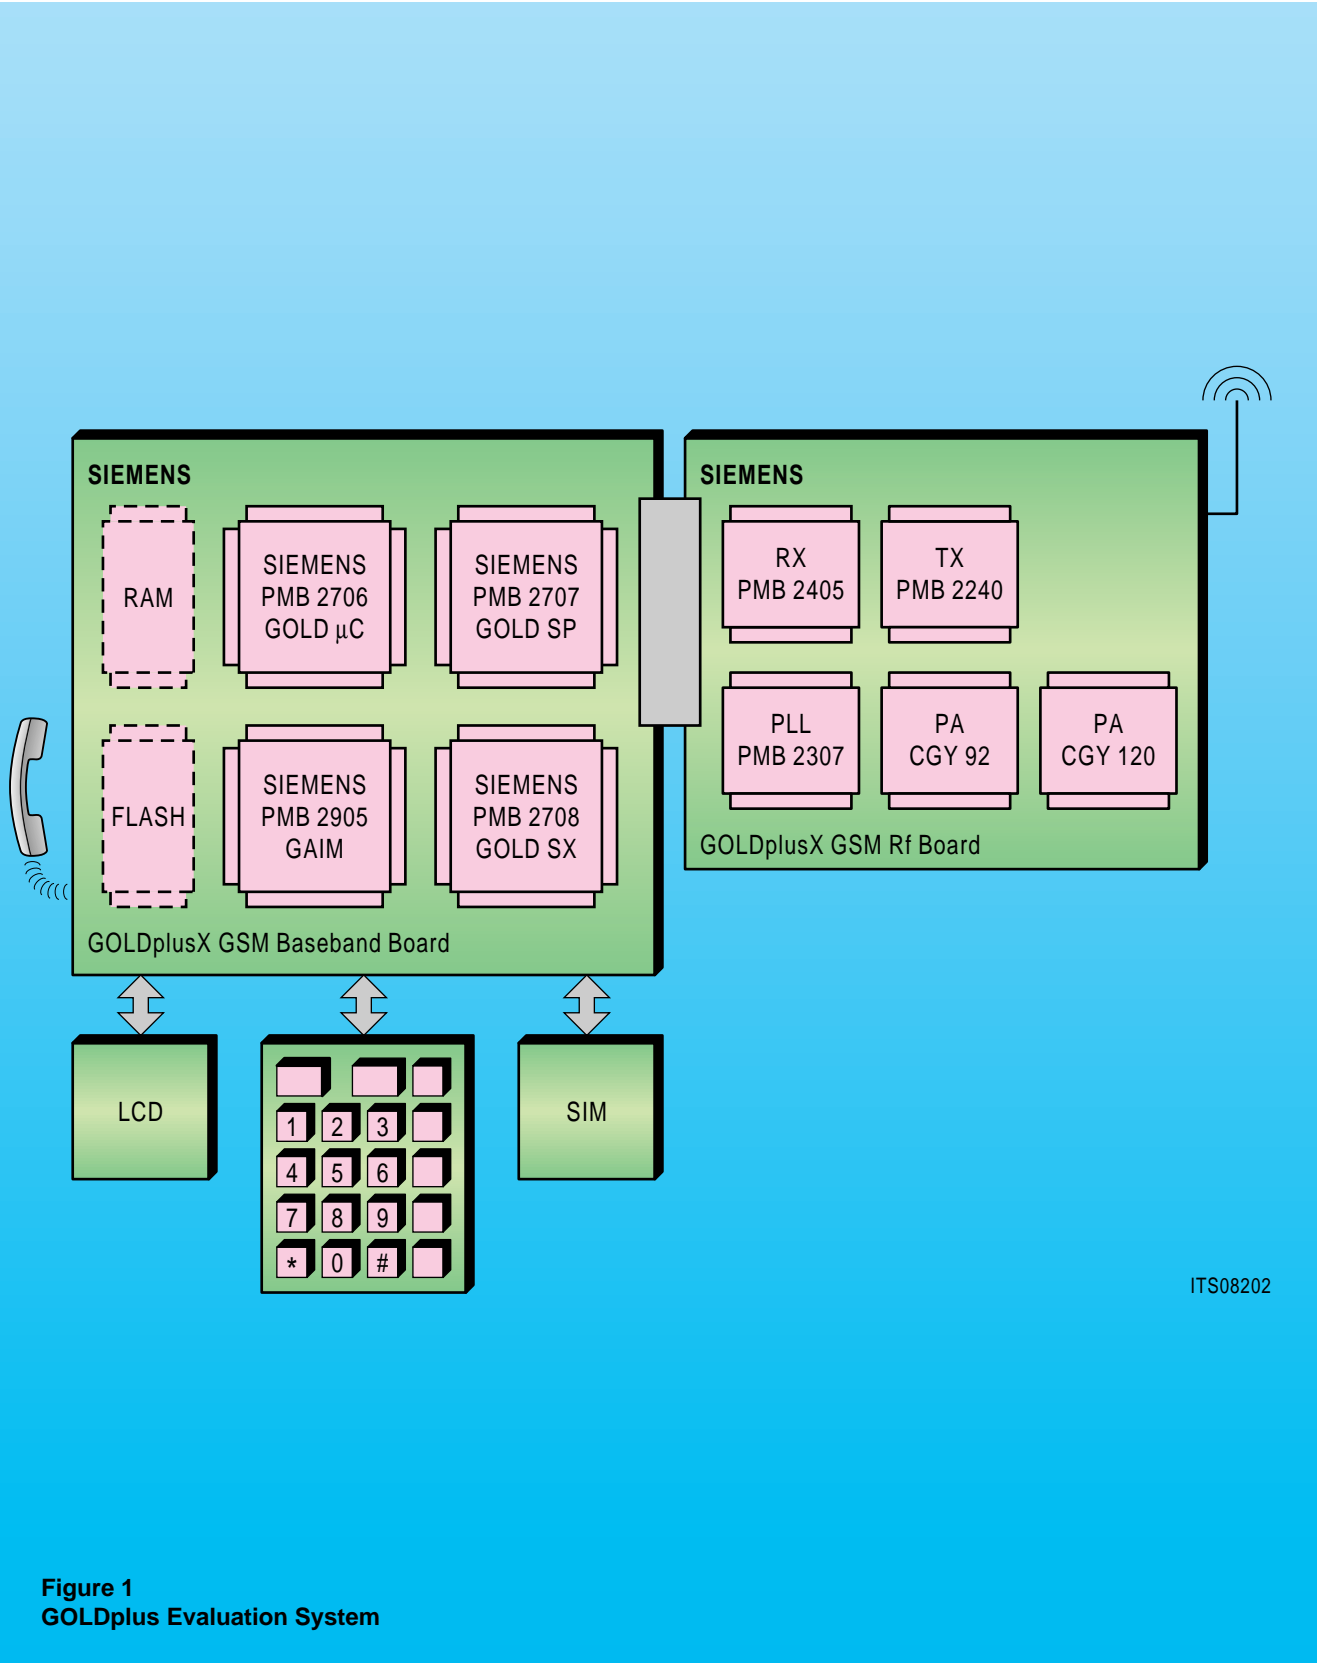 SIEMENS
RAM
SIEMENS
PMB 2706
GOLD µC
SIEMENS
PMB 2707
GOLD SP
FLASH
SIEMENS
PMB 2905
GAIM
SIEMENS
PMB 2708
GOLD SX
GOLDplusX GSM Baseband Board
SIEMENS
RX
PMB 2405
TX
PMB 2240
PLL
PMB 2307
PA
CGY 92
PA
CGY 120
GOLDplusX GSM Rf Board
LCD
1 2 3
4 5 6
7 8 9
* 0 #
SIM
ITS08202
Figure 1
GOLDplus Evaluation System